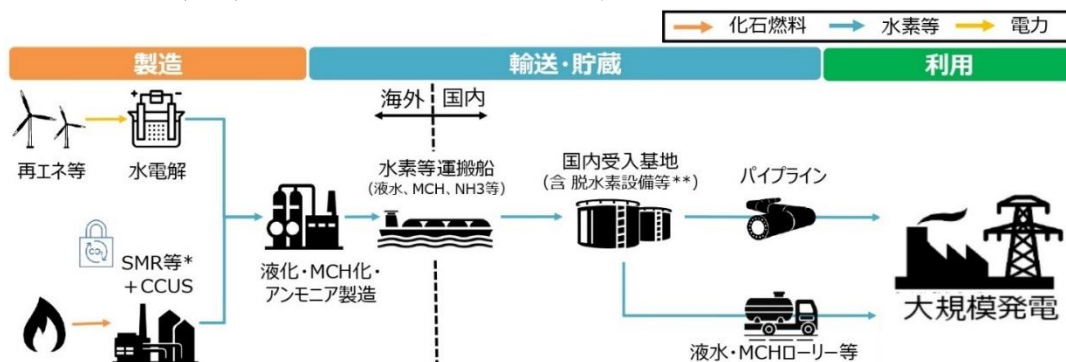 化石燃料 水素等 電力
製造 輸送・貯蔵 利用
海外 国内
再エネ等 水電解
水素等運搬船
(液水、MCH、NH3等)
国内受入基地
(含 脱水素設備等**)
パイプライン
CO2
SMR等*
+CCUS
液化・MCH化・
アンモニア製造
大規模発電
液水・MCHローリー等